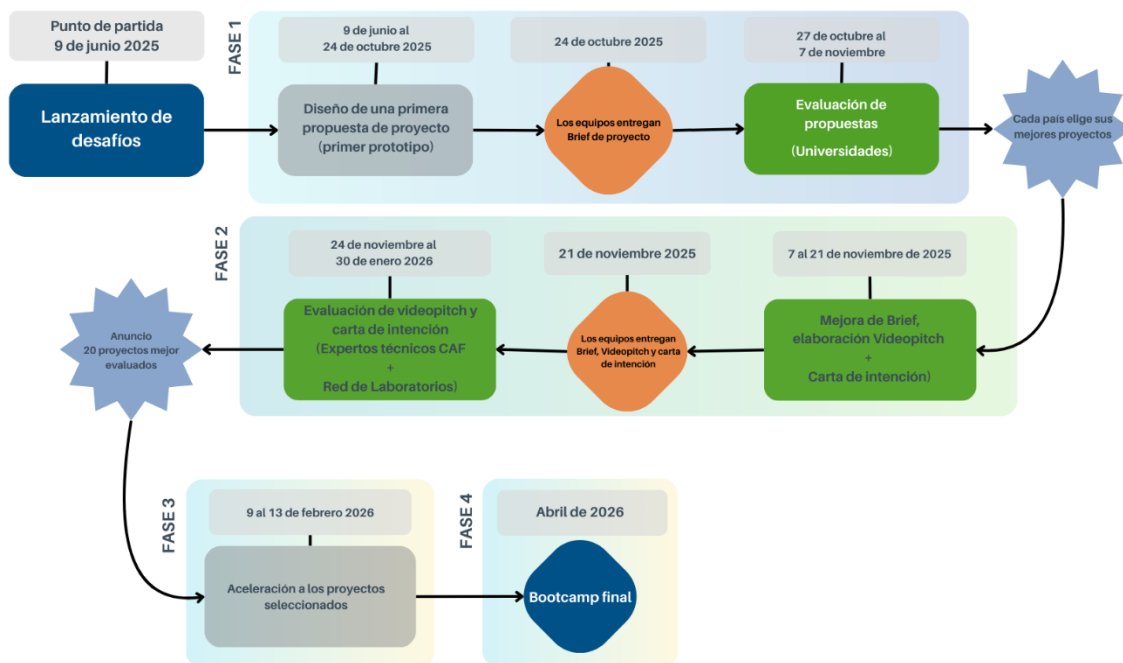 Punto de partida
9 de junio 2025
Lanzamiento de
desafíos
FASE 1
9 de junio al
24 de octubre 2025
Diseño de una primera
propuesta de proyecto
(primer prototipo)
24 de octubre 2025
Los equipos entregan
Brief de proyecto
27 de octubre al
7 de noviembre
Evaluación de
propuestas
(Universidades)
Cada país elige sus
mejores proyectos
FASE 2
7 al 21 de noviembre de 2025
Mejora de Brief,
elaboración Videopitch
+
Carta de intención)
21 de noviembre 2025
Los equipos entregan
Brief, Videopitch y carta
de intención
24 de noviembre al
30 de enero 2026
Evaluación de videopitch y
carta de intención
(Expertos técnicos CAF
+
Red de Laboratorios)
Anuncio
20 proyectos mejor
evaluados
FASE 3
9 al 13 de febrero 2026
Aceleración a los proyectos
seleccionados
FASE 4
Abril de 2026
Bootcamp final